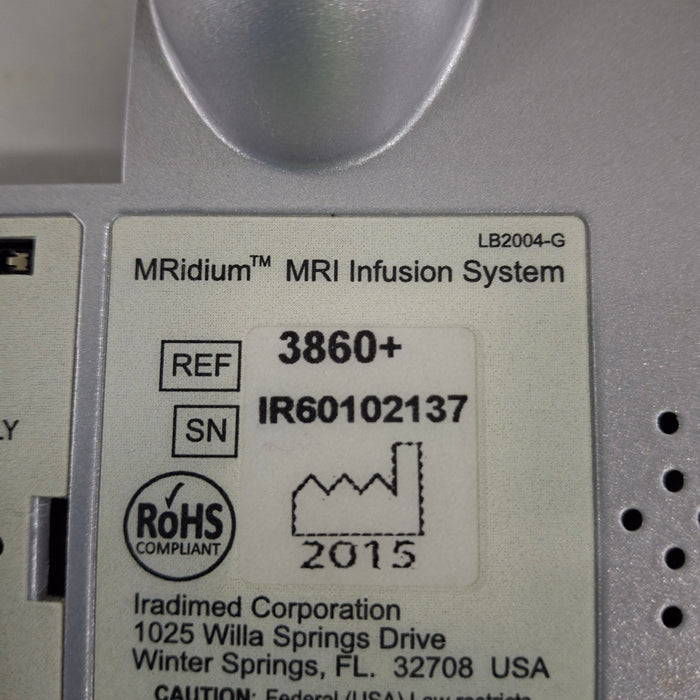 LB2004-G
MRidium™ MRI Infusion System
REF 3860+
SN IR60102137
RoHS
COMPLIANT
2015
LY
Iradimed Corporation
1025 Willa Springs Drive
Winter Springs, FL. 32708 USA
CAUTION: Federal (USA) Law restricts